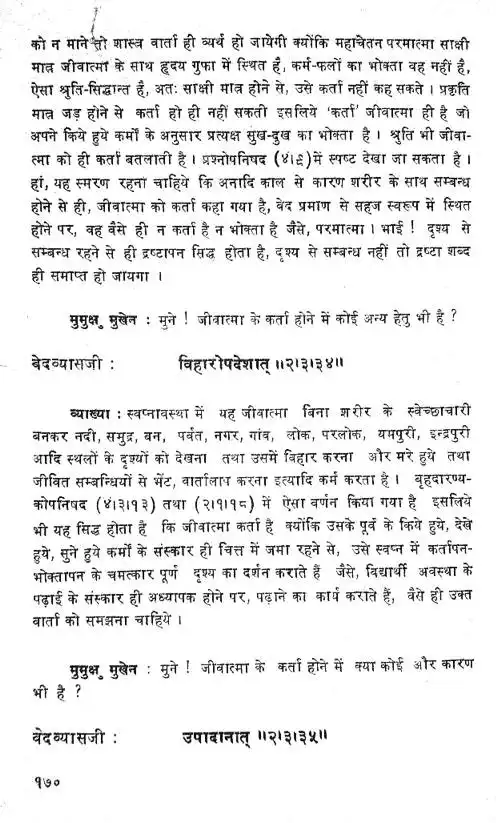 को न माने तो शास्त्र वार्ता ही व्यर्थ हो जायेगी क्योंकि महाचेतन परमात्मा साक्षी
मात्र जीवात्मा के साथ हृदय गुफा में स्थित है, कर्म-फलों का भोक्ता वह नहीं है,
ऐसा श्रुति-सिद्धान्त है, अतः साक्षी मात्र होने से, उसे कर्ता नहीं कह सकते । प्रकृति
मात्र जड़ होने से कर्ता हो ही नहीं सकती इसलिये 'कर्ता' जीवात्मा ही है जो
अपने किये हुये कर्मों के अनुसार प्रत्यक्ष सुख-दुख का भोक्ता है । श्रुति भी जीवा-
त्मा को ही कर्ता बतलाती है । प्रश्नोपनिषद (४।९) में स्पष्ट देखा जा सकता है ।
हां, यह स्मरण रहना चाहिये कि अनादि काल से कारण शरीर के साथ सम्बन्ध
होने से ही, जीवात्मा को कर्ता कहा गया है, वेद प्रमाण से सहज स्वरूप में स्थित
होने पर, वह वैसे ही न कर्ता है न भोक्ता है जैसे, परमात्मा । भाई ! दृश्य से
सम्बन्ध रहने से ही द्रष्टापन सिद्ध होता है, दृश्य से सम्बन्ध नहीं तो द्रष्टा शब्द
ही समाप्त हो जायगा ।
मुमुक्षु मुखेन : मुने ! जीवात्मा के कर्ता होने में कोई अन्य हेतु भी है ?
वेदव्यासजी : विहारोपदेशात् ॥२।३।३४॥
व्याख्या : स्वप्नावस्था में यह जीवात्मा बिना शरीर के स्वेच्छाचारी
बनकर नदी, समुद्र, बन, पर्वत, नगर, गांव, लोक, परलोक, यमपुरी, इन्द्रपुरी
आदि स्थलों के दृश्यों को देखना तथा उसमें विहार करना और मरे हुये तथा
जीवित सम्बन्धियों से भेंट, वार्तालाप करना इत्यादि कर्म करता है । बृहदारण्य-
कोपनिषद (४।३।१३) तथा (२।१।१८) में ऐसा वर्णन किया गया है इसलिये
भी यह सिद्ध होता है कि जीवात्मा कर्ता है क्योंकि उसके पूर्व के किये हुये, देखे
हुये, सुने हुये कर्मों के संस्कार ही चित्त में जमा रहने से, उसे स्वप्न में कर्तापन-
भोक्तापन के चमत्कार पूर्ण दृश्य का दर्शन कराते हैं जैसे, विद्यार्थी अवस्था के
पढ़ाई के संस्कार ही अध्यापक होने पर, पढ़ाने का कार्य कराते हैं, वैसे ही उक्त
वार्ता को समझना चाहिये ।
मुमुक्षु मुखेन : मुने ! जीवात्मा के कर्ता होने में क्या कोई और कारण
भी है ?
वेदव्यासजी : उपादानात् ॥२।३।३५॥
१७०